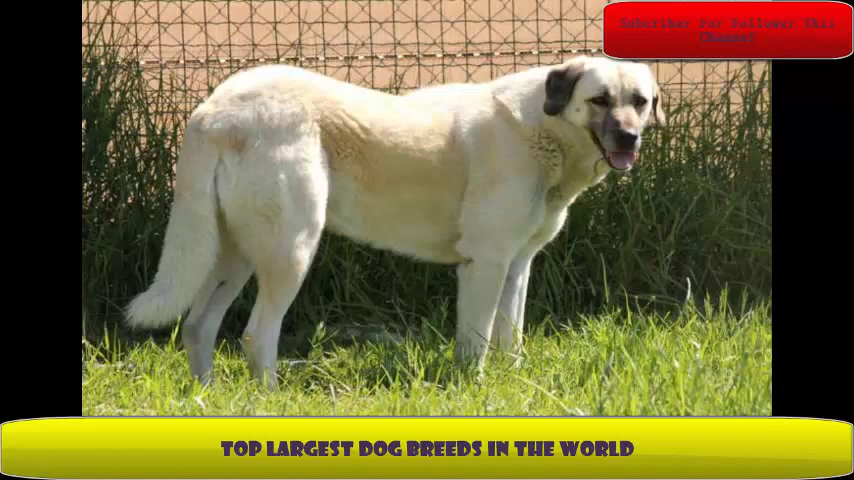 Subcriber For Follower This
Channel
TOP LARGEST DOG BREEDS IN THE WORLD